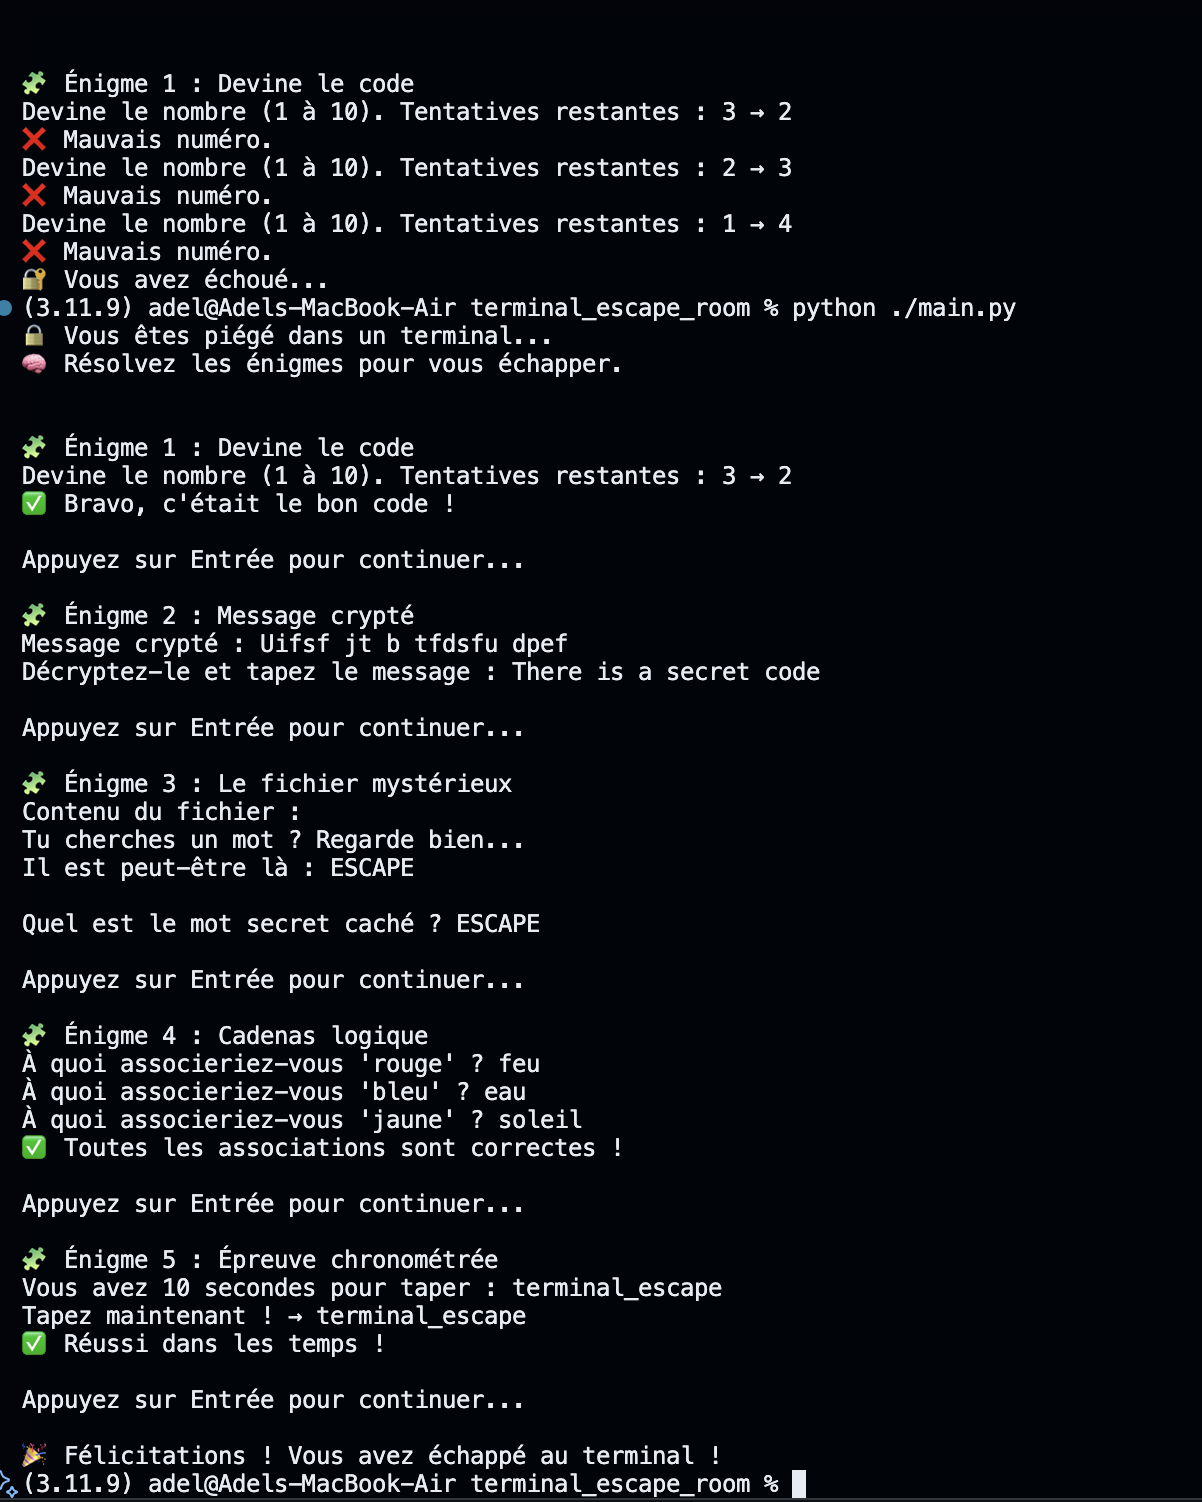 🧩 Énigme 1 : Devine le code
Devine le nombre (1 à 10). Tentatives restantes : 3 → 2
❌ Mauvais numéro.
Devine le nombre (1 à 10). Tentatives restantes : 2 → 3
❌ Mauvais numéro.
Devine le nombre (1 à 10). Tentatives restantes : 1 → 4
❌ Mauvais numéro.
🔐 Vous avez échoué...
(3.11.9) adel@Adels-MacBook-Air terminal_escape_room % python ./main.py
🔒 Vous êtes piégé dans un terminal...
🧠 Résolvez les énigmes pour vous échapper.
🧩 Énigme 1 : Devine le code
Devine le nombre (1 à 10). Tentatives restantes : 3 → 2
✅ Bravo, c'était le bon code !
Appuyez sur Entrée pour continuer...
🧩 Énigme 2 : Message crypté
Message crypté : Uifsf jt b tfdsfu dpef
Décryptez-le et tapez le message : There is a secret code
Appuyez sur Entrée pour continuer...
🧩 Énigme 3 : Le fichier mystérieux
Contenu du fichier :
Tu cherches un mot ? Regarde bien...
Il est peut-être là : ESCAPE
Quel est le mot secret caché ? ESCAPE
Appuyez sur Entrée pour continuer...
🧩 Énigme 4 : Cadenas logique
À quoi associeriez-vous 'rouge' ? feu
À quoi associeriez-vous 'bleu' ? eau
À quoi associeriez-vous 'jaune' ? soleil
✅ Toutes les associations sont correctes !
Appuyez sur Entrée pour continuer...
🧩 Énigme 5 : Épreuve chronométrée
Vous avez 10 secondes pour taper : terminal_escape
Tapez maintenant ! → terminal_escape
✅ Réussi dans les temps !
Appuyez sur Entrée pour continuer...
🎉 Félicitations ! Vous avez échappé au terminal !
(3.11.9) adel@Adels-MacBook-Air terminal_escape_room %